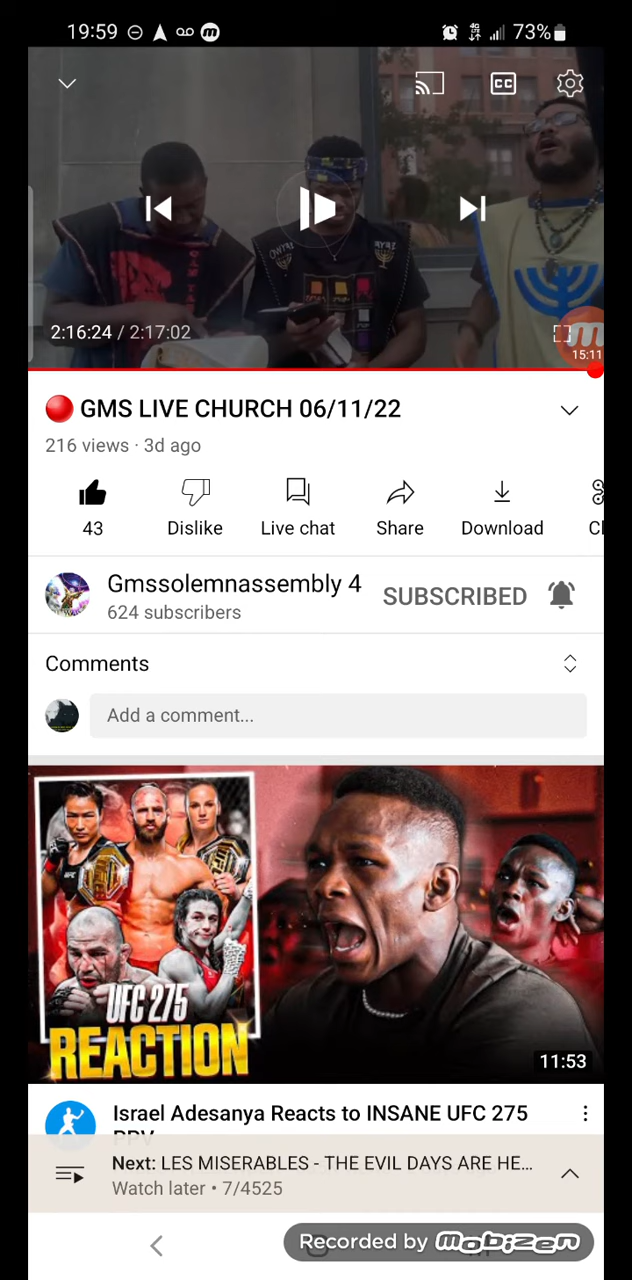 19:59
73%
CC
2:16:24 / 2:17:02
15:11
🔴 GMS LIVE CHURCH 06/11/22
216 views · 3d ago
43
Dislike
Live chat
Share
Download
Cl
Gmssolemnassembly 4
SUBSCRIBED
624 subscribers
Comments
Add a comment...
UFC 275
REACTION
11:53
Israel Adesanya Reacts to INSANE UFC 275
PPV
Next: LES MISERABLES - THE EVIL DAYS ARE HE...
Watch later • 7/4525
Recorded by mobizen